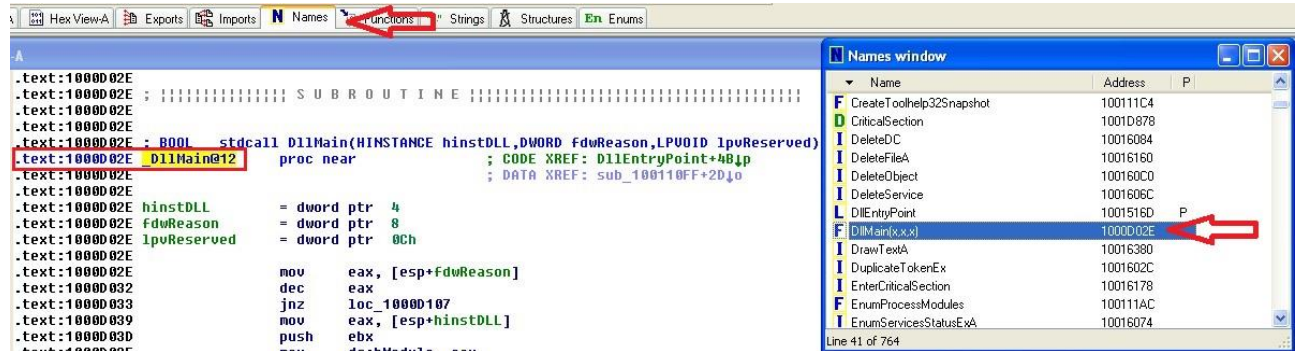 Hex View-A Exports Imports N Names Functions Strings Structures En Enums
-A
.text:1000D02E
.text:1000D02E ; ||||||||||||||| S U B R O U T I N E |||||||||||||||||||||||||||||||||||||||
.text:1000D02E
.text:1000D02E
.text:1000D02E ; BOOL __stdcall DllMain(HINSTANCE hinstDLL,DWORD fdwReason,LPVOID lpvReserved)
.text:1000D02E _DllMain@12 proc near ; CODE XREF: DllEntryPoint+4B↓p
.text:1000D02E ; DATA XREF: sub_100110FF+2D↓o
.text:1000D02E
.text:1000D02E hinstDLL = dword ptr 4
.text:1000D02E fdwReason = dword ptr 8
.text:1000D02E lpvReserved = dword ptr 0Ch
.text:1000D02E
.text:1000D02E mov eax, [esp+fdwReason]
.text:1000D032 dec eax
.text:1000D033 jnz loc_1000D107
.text:1000D039 mov eax, [esp+hinstDLL]
.text:1000D03D push ebx
N Names window
Name Address P
F CreateToolhelp32Snapshot 100111C4
D CriticalSection 1001D878
I DeleteDC 10016084
I DeleteFileA 10016160
I DeleteObject 100160C0
I DeleteService 1001606C
L DllEntryPoint 1001516D P
F DllMain(x,x,x) 1000D02E
I DrawTextA 10016380
I DuplicateTokenEx 1001602C
I EnterCriticalSection 10016178
F EnumProcessModules 100111AC
I EnumServicesStatusExA 10016074
Line 41 of 764